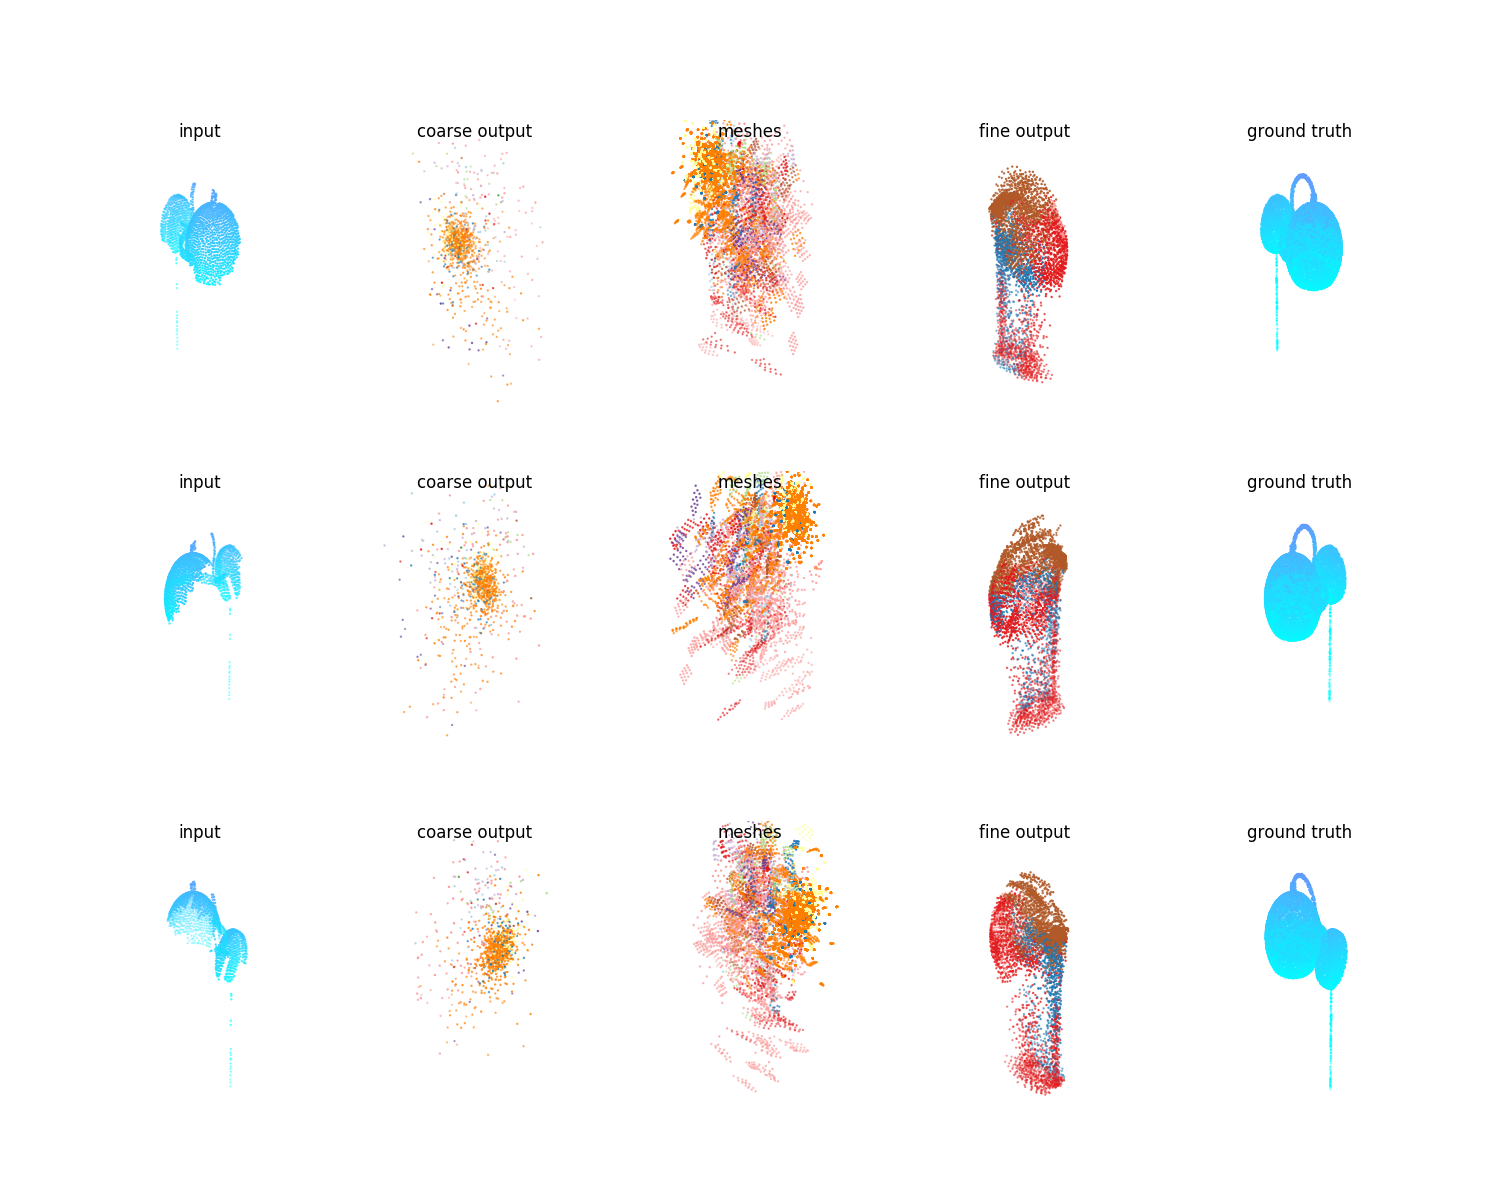 input
coarse output
meshes
fine output
ground truth
input
coarse output
meshes
fine output
ground truth
input
coarse output
meshes
fine output
ground truth